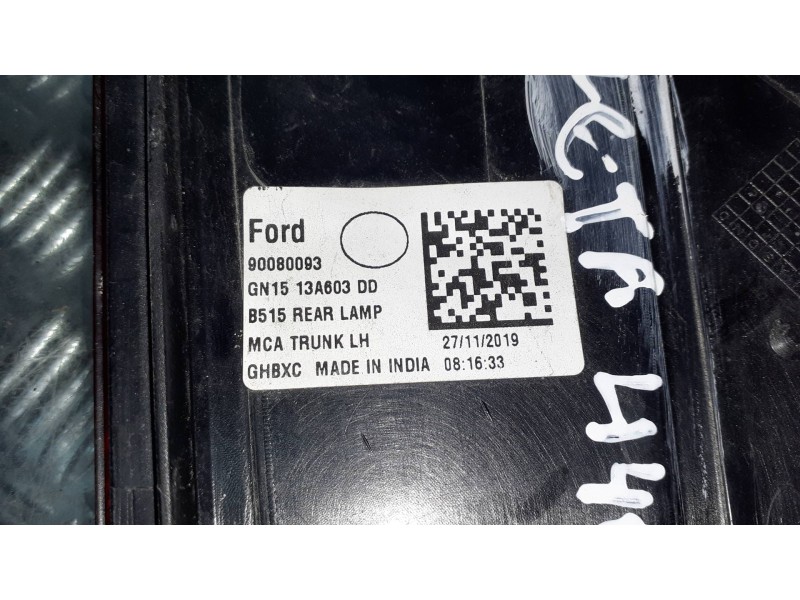 Ford
90080093
GN15 13A603 DD
B515 REAR LAMP
MCA TRUNK LH 27/11/2019
GHBXC MADE IN INDIA 08:16:33